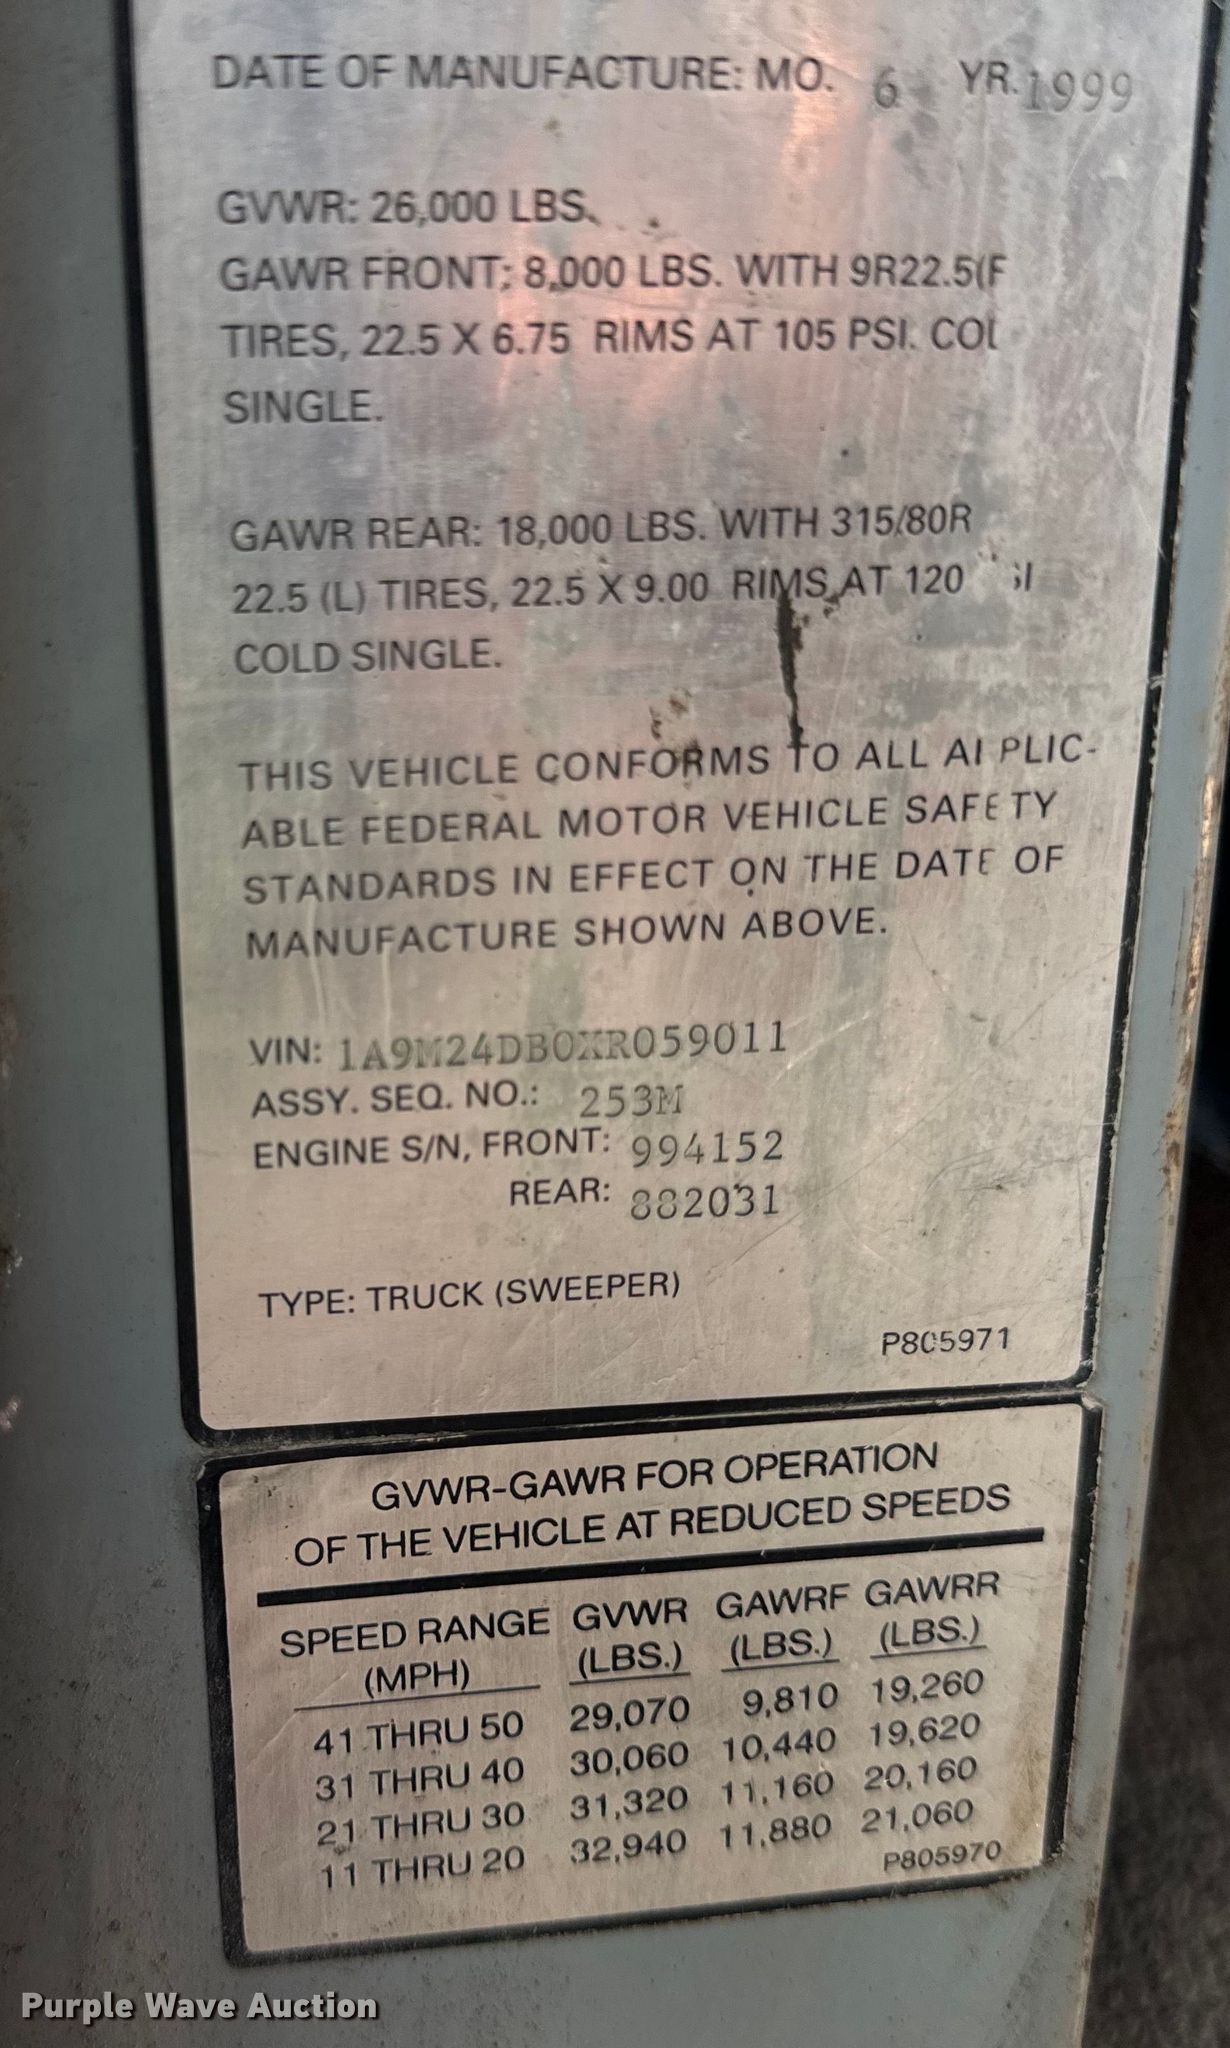 DATE OF MANUFACTURE: MO. 6 YR. 1999
GVWR: 26,000 LBS.
GAWR FRONT: 8,000 LBS. WITH 9R22.5(F
TIRES, 22.5 X 6.75 RIMS AT 105 PSI.
SINGLE.
GAWR REAR: 18,000 LBS. WITH 315/80R
22.5 (L) TIRES, 22.5 X 9.00 RIMS AT 120
COLD SINGLE.
THIS VEHICLE CONFORMS TO ALL APPLIC-
ABLE FEDERAL MOTOR VEHICLE SAFETY
STANDARDS IN EFFECT ON THE DATE OF
MANUFACTURE SHOWN ABOVE.
VIN: 1A9M24DB0XR059011
ASSY. SEQ. NO.: 253M
ENGINE S/N, FRONT: 994152
REAR: 882031
TYPE: TRUCK (SWEEPER)
P805971
GVWR-GAWR FOR OPERATION
OF THE VEHICLE AT REDUCED SPEEDS
SPEED RANGE GVWR GAWRF GAWRR
(MPH) (LBS.) (LBS.) (LBS.)
41 THRU 50 29,070 9,810 19,260
31 THRU 40 30,060 10,440 19,620
21 THRU 30 31,320 11,160 20,160
11 THRU 20 32,940 11,880 21,060
P805970
Purple Wave Auction